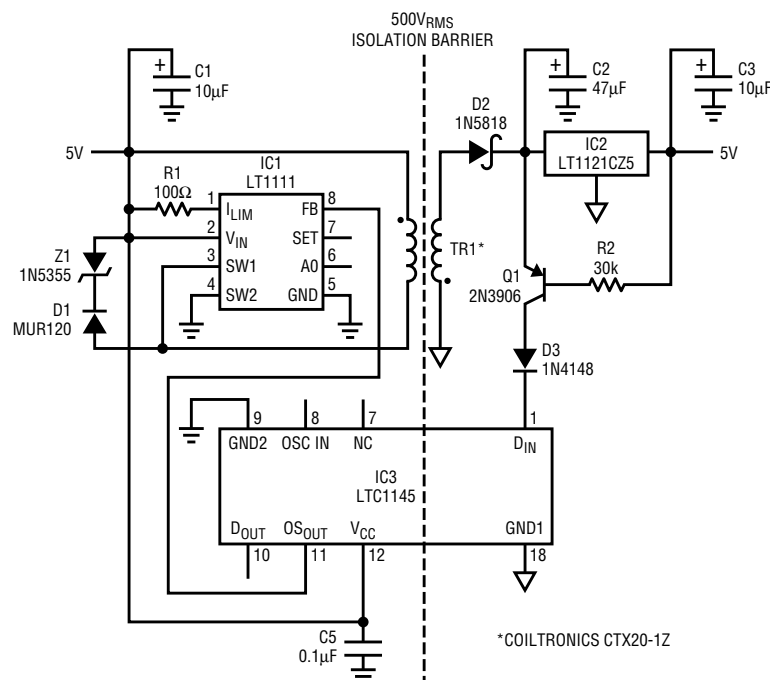 500VRMS
ISOLATION BARRIER
+
C1
10µF
+
C2
47µF
+
C3
10µF
D2
1N5818
5V
IC1
LT1111
IC2
LT1121CZ5
5V
R1
100Ω
1
ILIM
FB
8
2
VIN
SET
7
3
SW1
A0
6
4
SW2
GND
5
Z1
1N5355
D1
MUR120
TR1*
Q1
2N3906
R2
30k
D3
1N4148
9
8
7
1
GND2
OSC IN
NC
DIN
IC3
LTC1145
DOUT
OSOUT
VCC
GND1
10
11
12
18
C5
0.1µF
*COILTRONICS CTX20-1Z